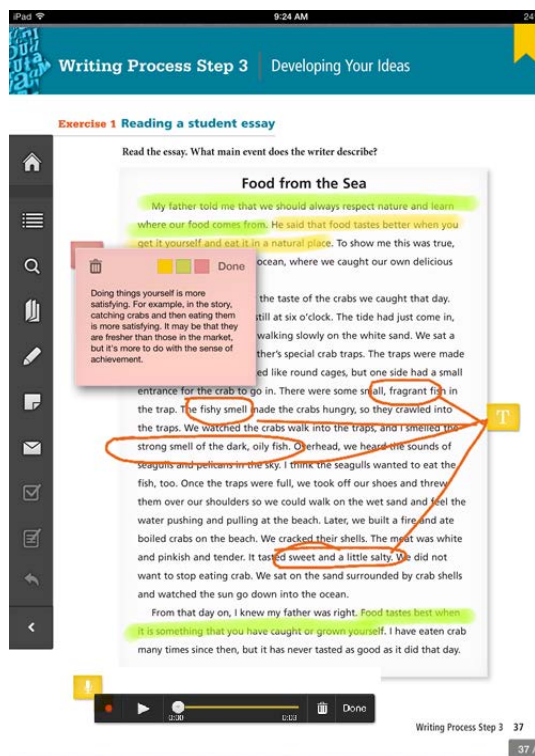 iPad 9:24 AM 24
Writing Process Step 3 | Developing Your Ideas
Exercise 1 Reading a student essay
Read the essay. What main event does the writer describe?
Food from the Sea
My father told me that we should always respect nature and learn
where our food comes from. He said that food tastes better when you
get it yourself and eat it in a natural place. To show me this was true,
ocean, where we caught our own delicious
the taste of the crabs we caught that day.
still at six o'clock. The tide had just come in,
walking slowly on the white sand. We sat a
ther's special crab traps. The traps were made
ed like round cages, but one side had a small
Done
Doing things yourself is more
satisfying. For example, in the story,
catching crabs and then eating them
is more satisfying. It may be that they
are fresher than those in the market,
but it's more to do with the sense of
achievement.
entrance for the crab to go in. There were some small, fragrant fish in
the trap. The fishy smell made the crabs hungry, so they crawled into
T
the traps. We watched the crabs walk into the traps, and I smelled the
strong smell of the dark, oily fish. Overhead, we heard the sounds of
seagulls and pelicans in the sky. I think the seagulls wanted to eat the
fish, too. Once the traps were full, we took off our shoes and threw
them over our shoulders so we could walk on the wet sand and feel the
water pushing and pulling at the beach. Later, we built a fire and ate
boiled crabs on the beach. We cracked their shells. The meat was white
and pinkish and tender. It tasted sweet and a little salty. We did not
want to stop eating crab. We sat on the sand surrounded by crab shells
and watched the sun go down into the ocean.
From that day on, I knew my father was right. Food tastes best when
it is something that you have caught or grown yourself. I have eaten crab
many times since then, but it has never tasted as good as it did that day.
0:00 0:03 Done
Writing Process Step 3 37
37 /